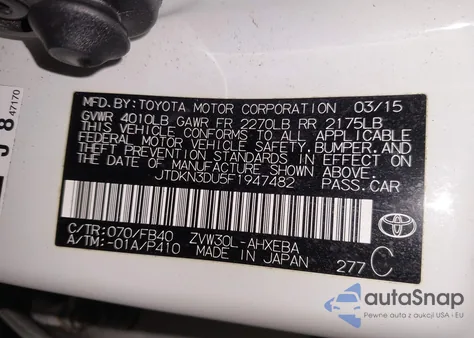 MFD. BY: TOYOTA MOTOR CORPORATION 03/15
GVWR 4010LB GAWR FR 2270LB RR 2175LB
THIS VEHICLE CONFORMS TO ALL APPLICABLE
FEDERAL MOTOR VEHICLE SAFETY, BUMPER, AND
THEFT PREVENTION STANDARDS IN EFFECT ON THE
DATE OF MANUFACTURE SHOWN ABOVE.
JTDKN3DU5F1947482 PASS.CAR
C/TR: 070/FB40 ZVW30L-AHXEBA
A/TM: -01A/P410 MADE IN JAPAN
277 C
TOYOTA
J 8
47170
autoSnap
Pewne auta z aukcji USA - EU